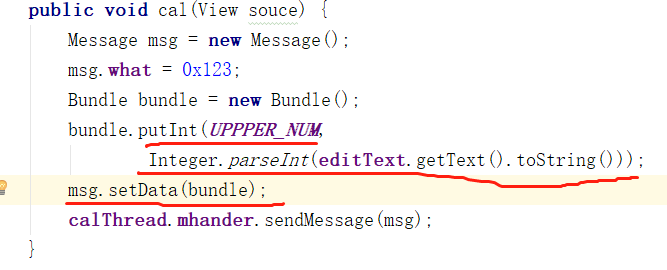 public void cal(View souce) {
Message msg = new Message();
msg.what = 0x123;
Bundle bundle = new Bundle();
bundle.putInt(UPPPER_NUM,
Integer.parseInt(editText.getText().toString()));
msg.setData(bundle);
calThread.mhander.sendMessage(msg);
}